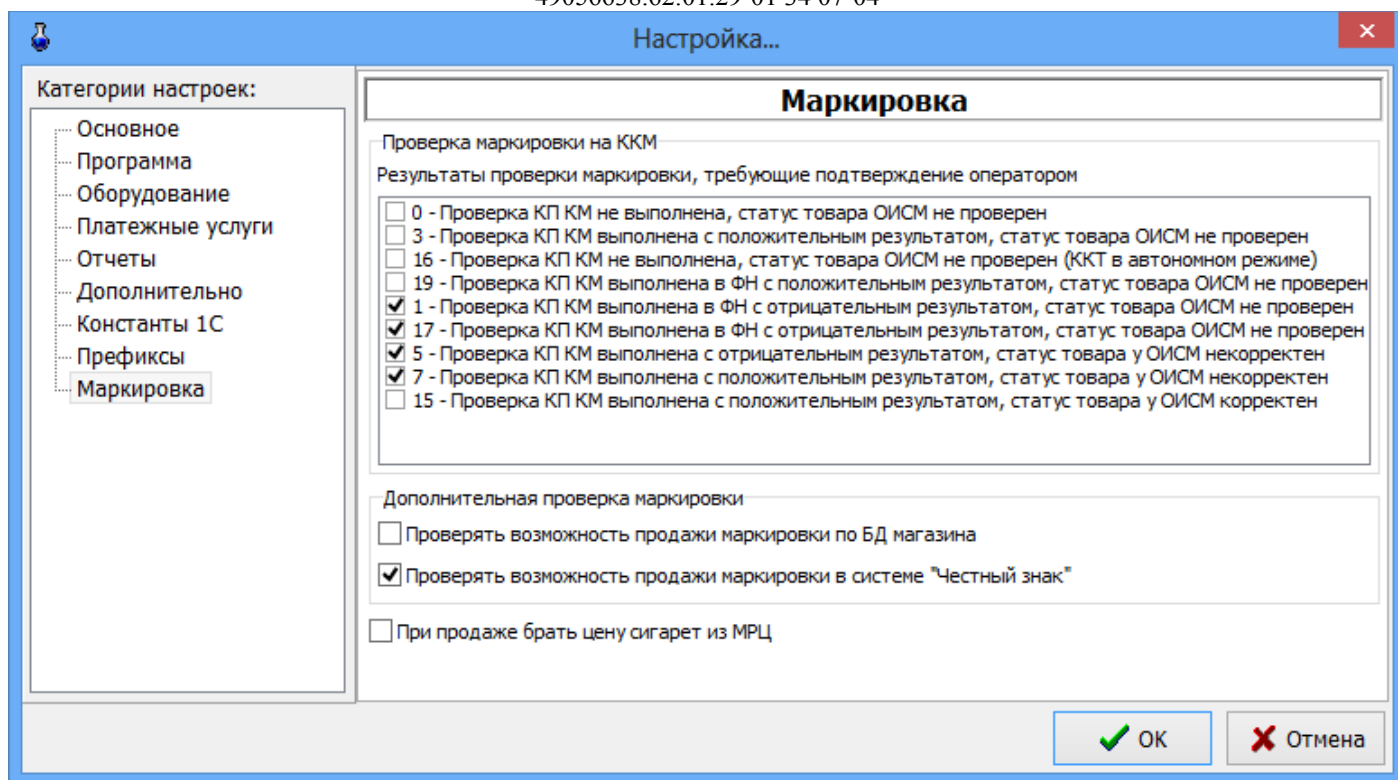 Настройка...
Категории настроек:
Основное
Программа
Оборудование
Платежные услуги
Отчеты
Дополнительно
Константы 1С
Префиксы
Маркировка
Маркировка
Проверка маркировки на ККМ
Результаты проверки маркировки, требующие подтверждение оператором
0 - Проверка КП КМ не выполнена, статус товара ОИСМ не проверен
3 - Проверка КП КМ выполнена с положительным результатом, статус товара ОИСМ не проверен
16 - Проверка КП КМ не выполнена, статус товара ОИСМ не проверен (ККТ в автономном режиме)
19 - Проверка КП КМ выполнена в ФН с положительным результатом, статус товара ОИСМ не проверен
1 - Проверка КП КМ выполнена в ФН с отрицательным результатом, статус товара ОИСМ не проверен
17 - Проверка КП КМ выполнена в ФН с отрицательным результатом, статус товара ОИСМ не проверен
5 - Проверка КП КМ выполнена с отрицательным результатом, статус товара у ОИСМ некорректен
7 - Проверка КП КМ выполнена с положительным результатом, статус товара у ОИСМ некорректен
15 - Проверка КП КМ выполнена с положительным результатом, статус товара у ОИСМ корректен
Дополнительная проверка маркировки
Проверять возможность продажи маркировки по БД магазина
Проверять возможность продажи маркировки в системе "Честный знак"
При продаже брать цену сигарет из МРЦ
OK
Отмена